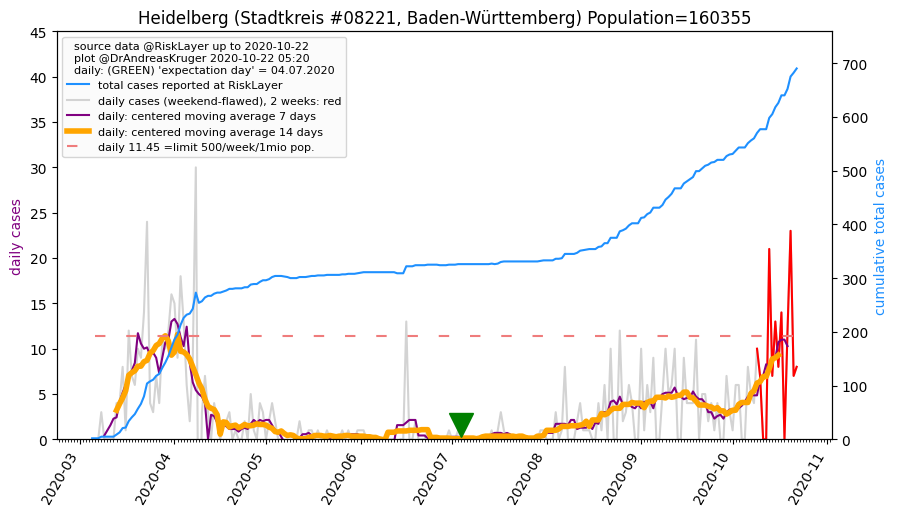 Heidelberg (Stadtkreis #08221, Baden-Württemberg) Population=160355
source data @RiskLayer up to 2020-10-22
plot @DrAndreasKruger 2020-10-22 05:20
daily: (GREEN) 'expectation day' = 04.07.2020
total cases reported at RiskLayer
daily cases (weekend-flawed), 2 weeks: red
daily: centered moving average 7 days
daily: centered moving average 14 days
daily 11.45 =limit 500/week/1mio pop.
daily cases
45
40
35
30
25
20
15
10
5
0
cumulative total cases
700
600
500
400
300
200
100
0
2020-03
2020-04
2020-05
2020-06
2020-07
2020-08
2020-09
2020-10
2020-11